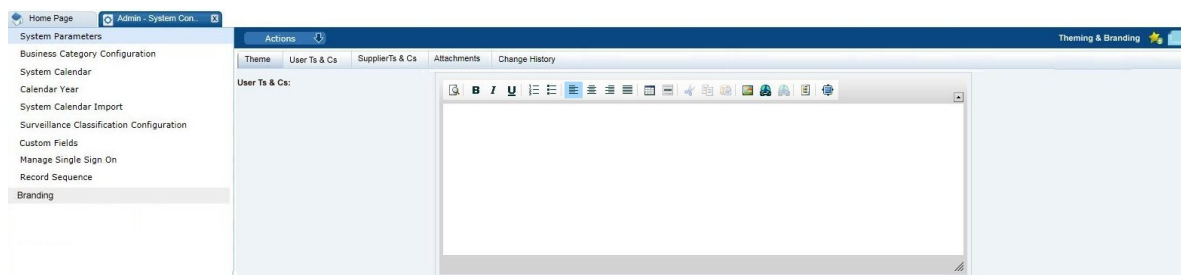 Home Page
Admin - System Con..
System Parameters
Business Category Configuration
System Calendar
Calendar Year
System Calendar Import
Surveillance Classification Configuration
Custom Fields
Manage Single Sign On
Record Sequence
Branding
Actions
Theming & Branding
Theme
User Ts & Cs
SupplierTs & Cs
Attachments
Change History
User Ts & Cs:
B I U